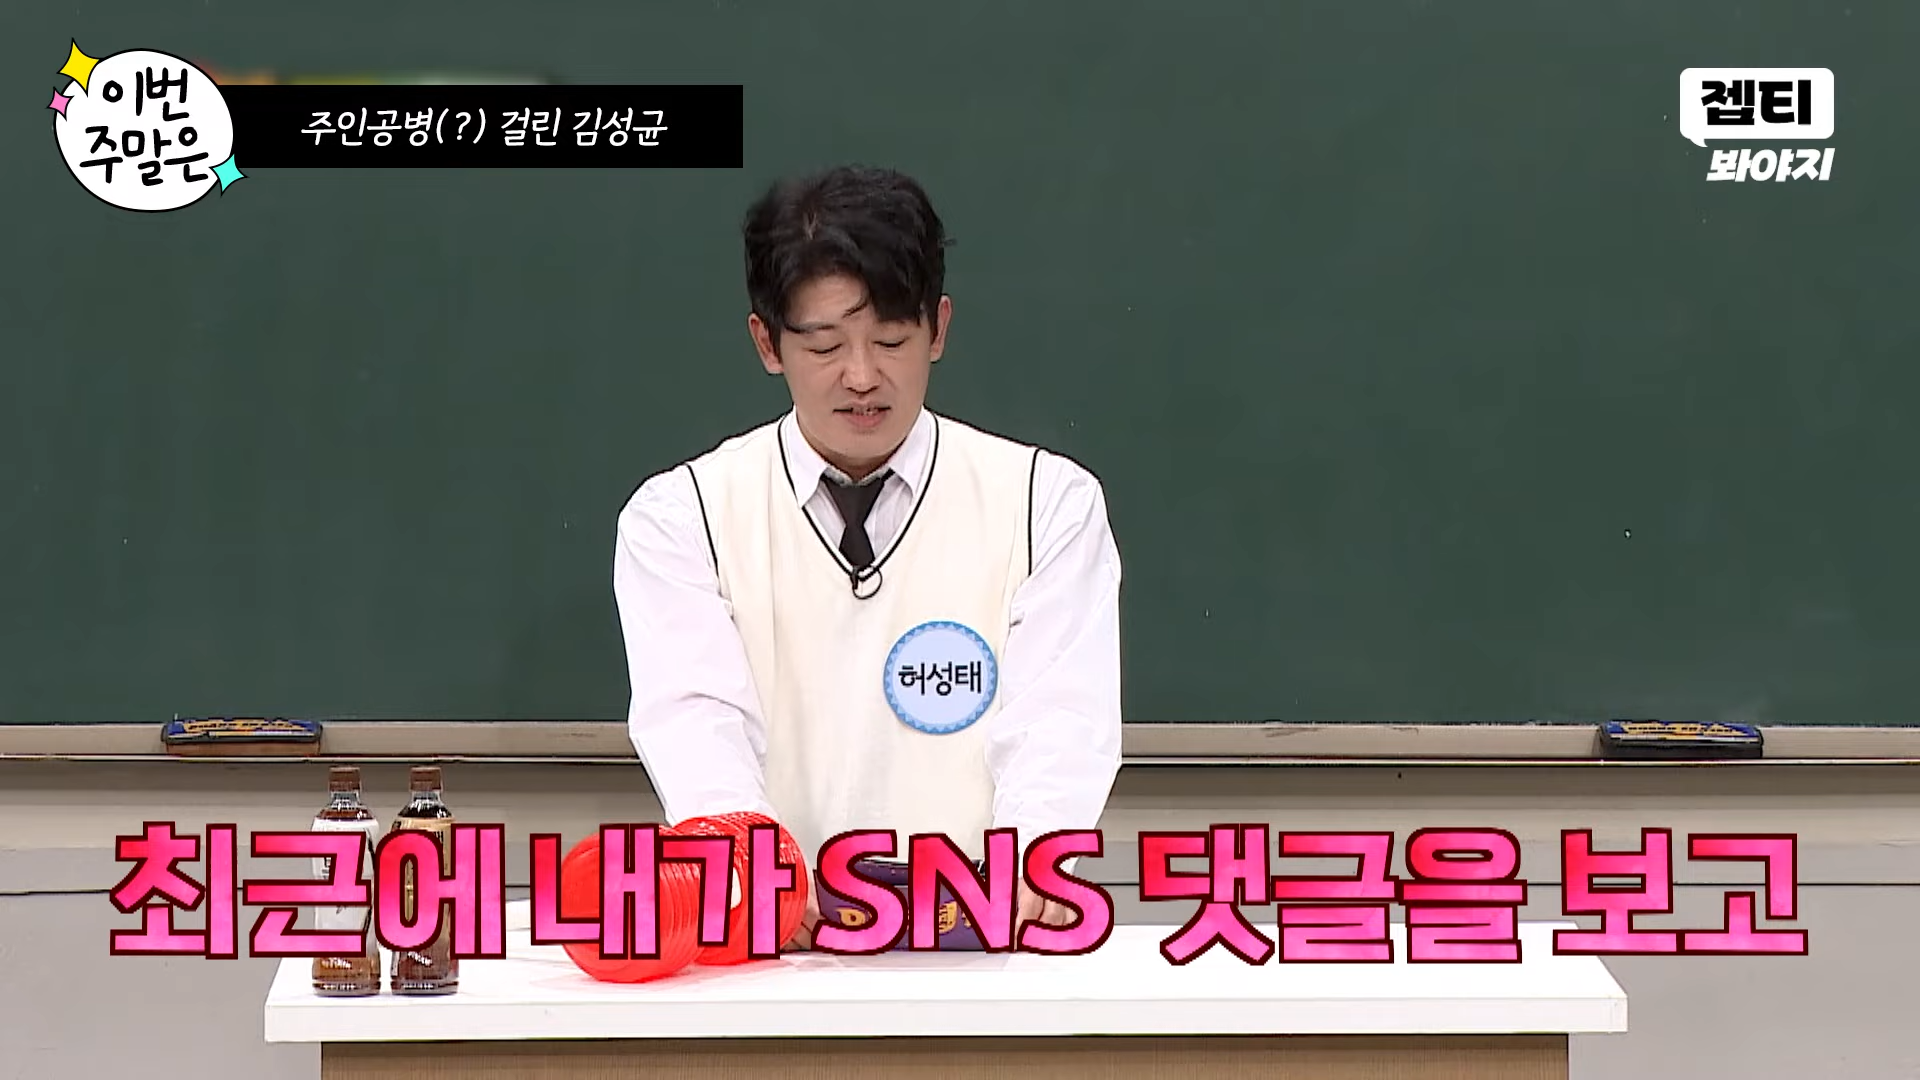 이번
주말은
주인공병(?) 걸린 김성균
젭티
봐야지
허성태
최근에 내가 SNS 댓글을 보고